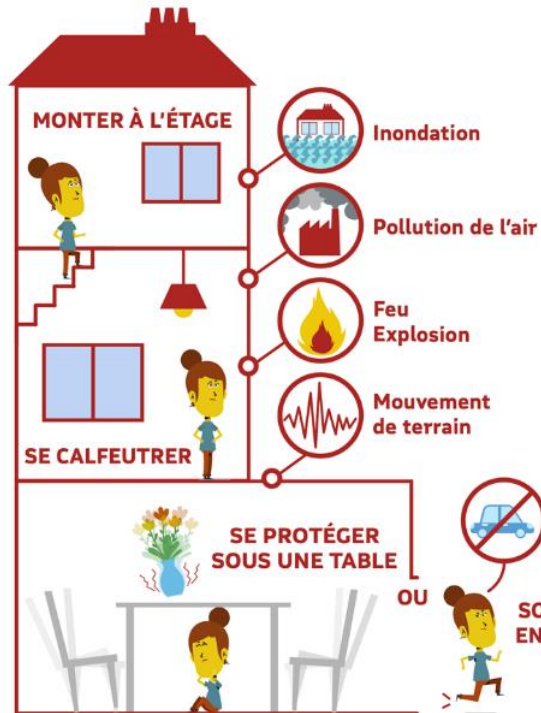 MONTER À L'ÉTAGE
Inondation
Pollution de l'air
Feu
Explosion
Mouvement
de terrain
SE CALFEUTRER
SE PROTÉGER
SOUS UNE TABLE
OU
EN